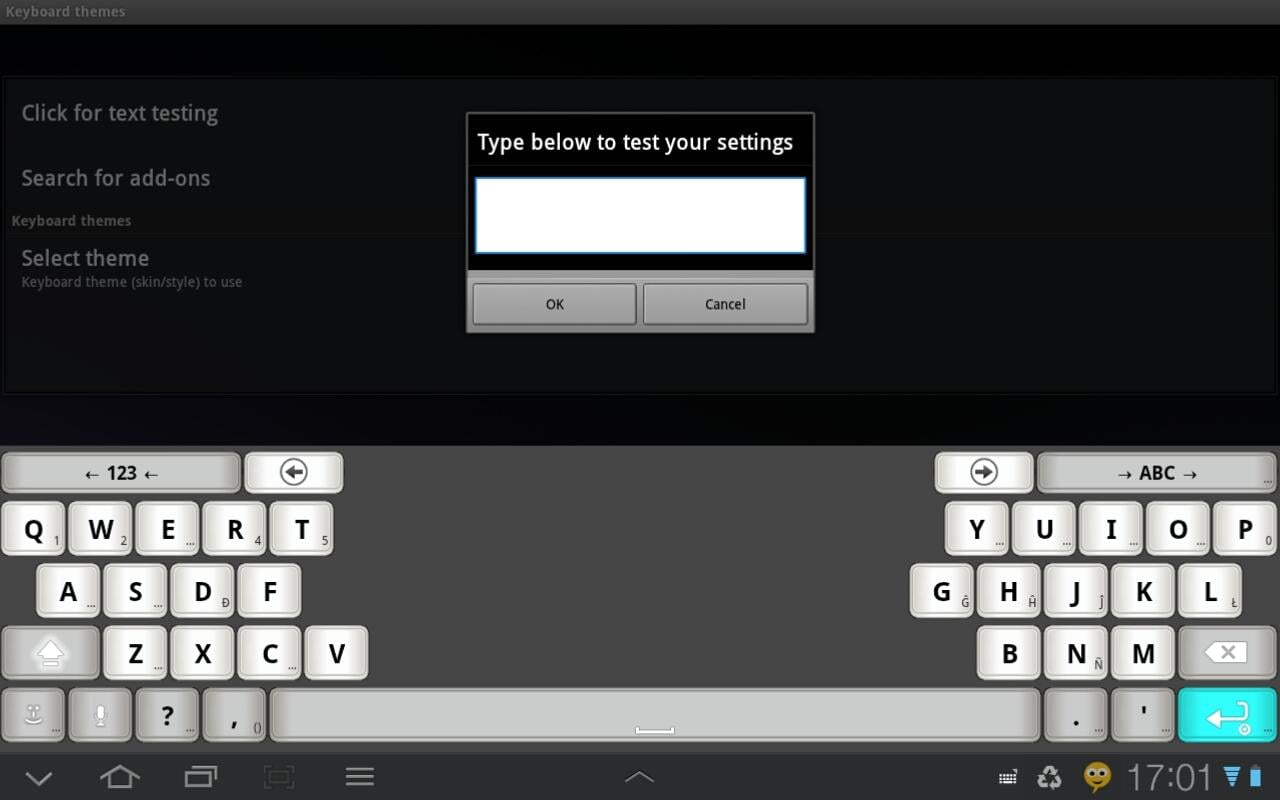 Keyboard themes
Click for text testing
Search for add-ons
Keyboard themes
Select theme
Keyboard theme (skin/style) to use
Type below to test your settings
OK Cancel
← 123 ← → ABC →
...
Q 1 W 2 E ... R 4 T 5 Y ... U ... I ... O ... P 0
A ... S ... D Đ F G Ĝ H Ĥ J Ĵ K L Ł
Z ... X C ... V B N Ñ M
... ? ... , () . ... ' ... ...
17:01